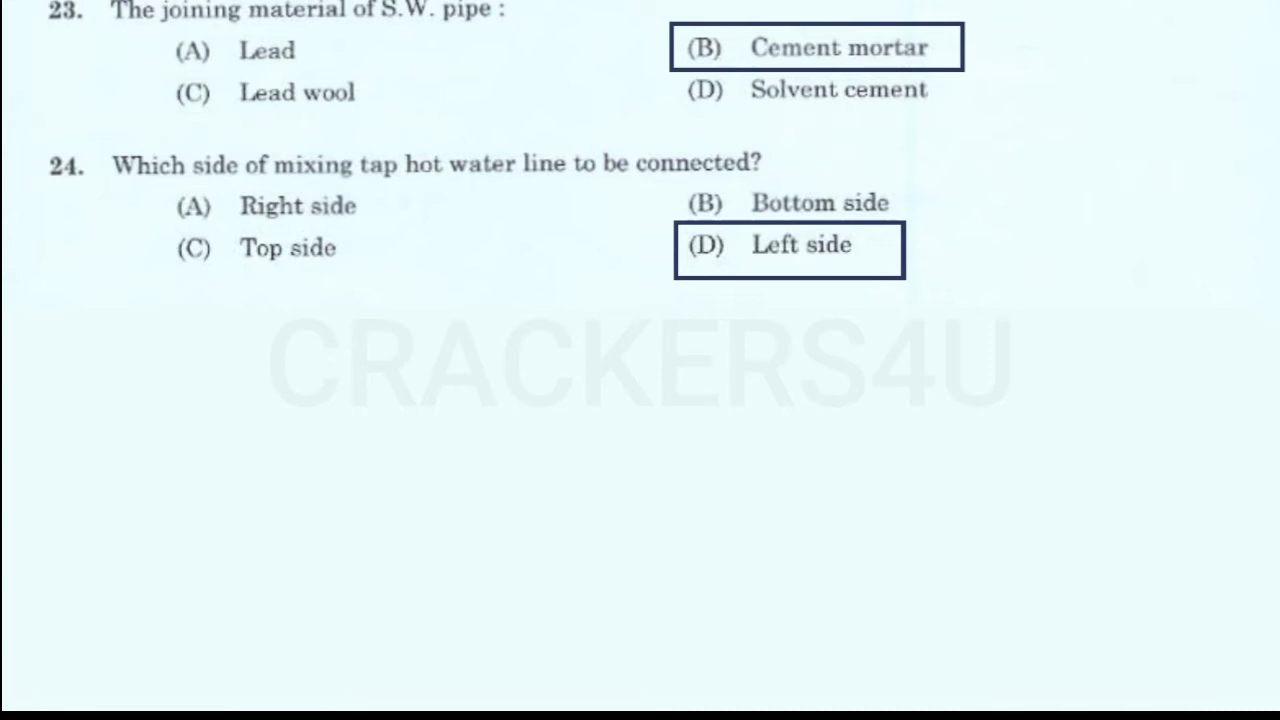 23. The joining material of S.W. pipe :
(A) Lead (B) Cement mortar
(C) Lead wool (D) Solvent cement
24. Which side of mixing tap hot water line to be connected?
(A) Right side (B) Bottom side
(C) Top side (D) Left side
CRACKERS4U